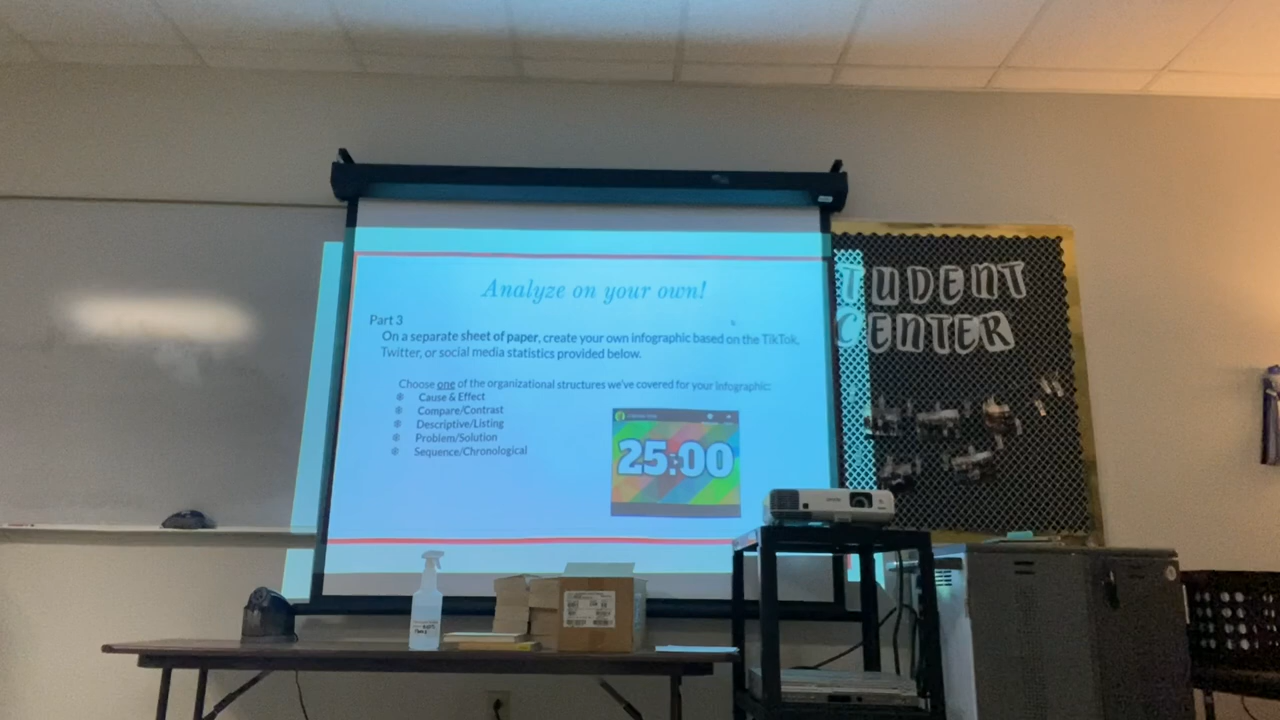 Analyze on your own!
Part 3
On a separate sheet of paper, create your own infographic based on the TikTok,
Twitter, or social media statistics provided below.
Choose one of the organizational structures we've covered for your infographic:
Cause & Effect
Compare/Contrast
Descriptive/Listing
Problem/Solution
Sequence/Chronological
25:00
TUDENT
CENTER